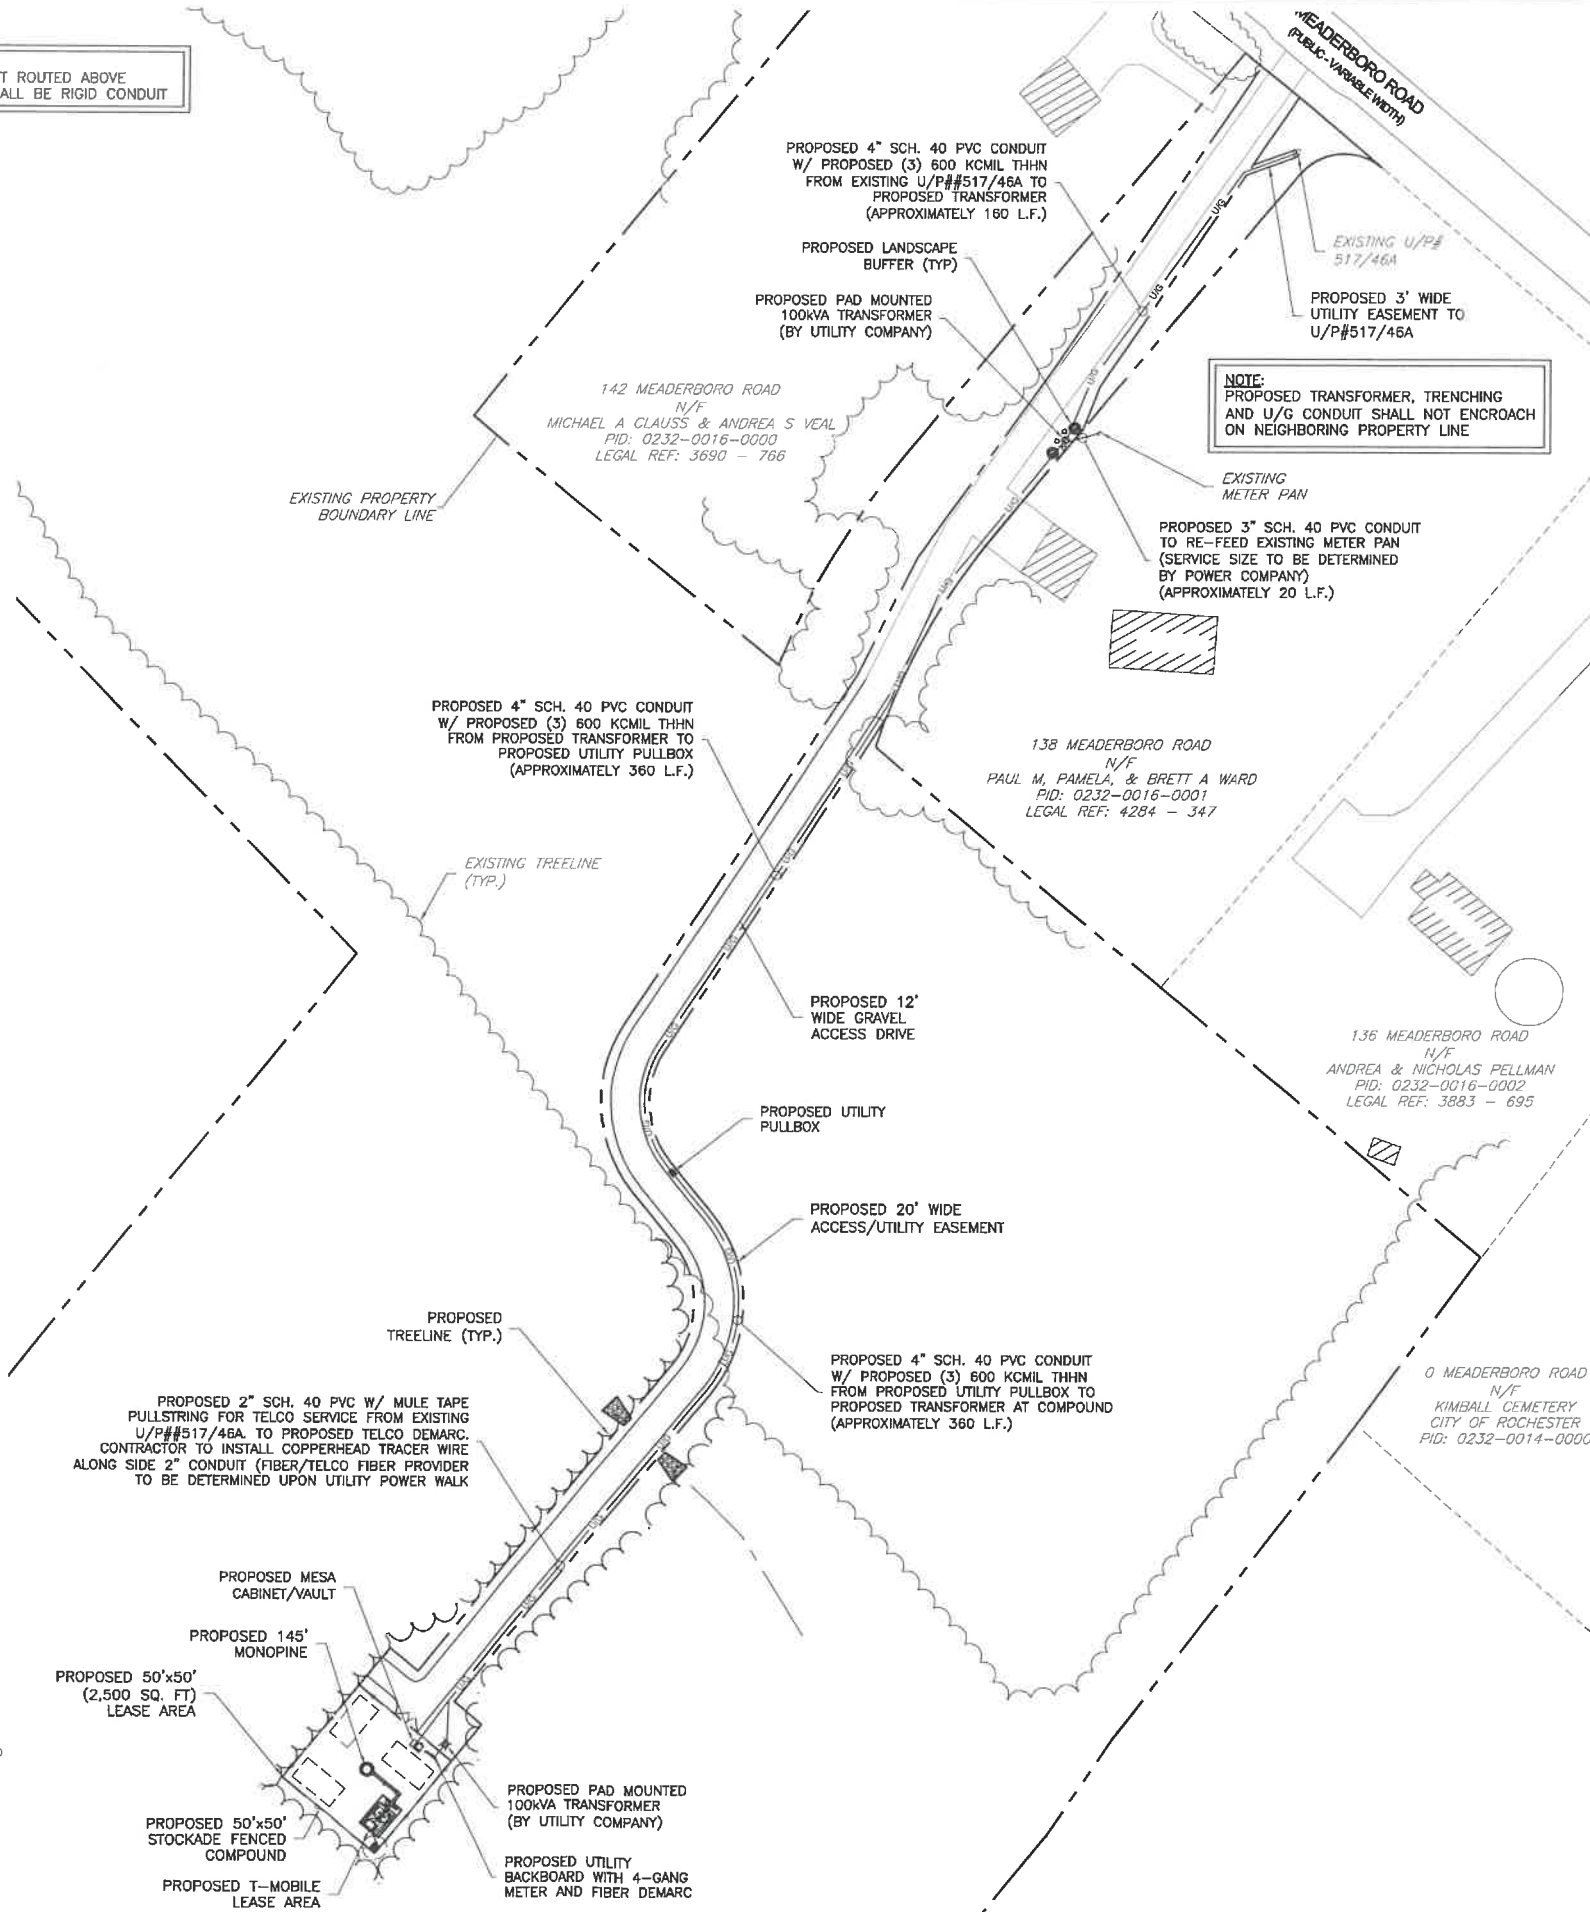 T ROUTED ABOVE
ALL BE RIGID CONDUIT
MEADERBORO ROAD
(PUBLIC-VARIABLE WIDTH)
PROPOSED 4" SCH. 40 PVC CONDUIT
W/ PROPOSED (3) 600 KCMIL THHN
FROM EXISTING U/P##517/46A TO
PROPOSED TRANSFORMER
(APPROXIMATELY 160 L.F.)
PROPOSED LANDSCAPE
BUFFER (TYP)
PROPOSED PAD MOUNTED
100kVA TRANSFORMER
(BY UTILITY COMPANY)
EXISTING U/P#
517/46A
PROPOSED 3' WIDE
UTILITY EASEMENT TO
U/P#517/46A
NOTE:
PROPOSED TRANSFORMER, TRENCHING
AND U/G CONDUIT SHALL NOT ENCROACH
ON NEIGHBORING PROPERTY LINE
142 MEADERBORO ROAD
N/F
MICHAEL A CLAUSS & ANDREA S VEAL
PID: 0232-0016-0000
LEGAL REF: 3690 - 766
EXISTING PROPERTY
BOUNDARY LINE
EXISTING
METER PAN
PROPOSED 3" SCH. 40 PVC CONDUIT
TO RE-FEED EXISTING METER PAN
(SERVICE SIZE TO BE DETERMINED
BY POWER COMPANY)
(APPROXIMATELY 20 L.F.)
U/G
U/G
U/G
U/G
U/G
PROPOSED 4" SCH. 40 PVC CONDUIT
W/ PROPOSED (3) 600 KCMIL THHN
FROM PROPOSED TRANSFORMER TO
PROPOSED UTILITY PULLBOX
(APPROXIMATELY 360 L.F.)
138 MEADERBORO ROAD
N/F
PAUL M, PAMELA, & BRETT A WARD
PID: 0232-0016-0001
LEGAL REF: 4284 - 347
EXISTING TREELINE
(TYP.)
PROPOSED 12'
WIDE GRAVEL
ACCESS DRIVE
136 MEADERBORO ROAD
N/F
ANDREA & NICHOLAS PELLMAN
PID: 0232-0016-0002
LEGAL REF: 3883 - 695
PROPOSED UTILITY
PULLBOX
PROPOSED 20' WIDE
ACCESS/UTILITY EASEMENT
PROPOSED
TREELINE (TYP.)
PROPOSED 4" SCH. 40 PVC CONDUIT
W/ PROPOSED (3) 600 KCMIL THHN
FROM PROPOSED UTILITY PULLBOX TO
PROPOSED TRANSFORMER AT COMPOUND
(APPROXIMATELY 360 L.F.)
0 MEADERBORO ROAD
N/F
KIMBALL CEMETERY
CITY OF ROCHESTER
PID: 0232-0014-0000
PROPOSED 2" SCH. 40 PVC W/ MULE TAPE
PULLSTRING FOR TELCO SERVICE FROM EXISTING
U/P##517/46A. TO PROPOSED TELCO DEMARC.
CONTRACTOR TO INSTALL COPPERHEAD TRACER WIRE
ALONG SIDE 2" CONDUIT (FIBER/TELCO FIBER PROVIDER
TO BE DETERMINED UPON UTILITY POWER WALK
PROPOSED MESA
CABINET/VAULT
PROPOSED 145'
MONOPINE
PROPOSED 50'x50'
(2,500 SQ. FT)
LEASE AREA
PROPOSED 50'x50'
STOCKADE FENCED
COMPOUND
PROPOSED T-MOBILE
LEASE AREA
PROPOSED PAD MOUNTED
100kVA TRANSFORMER
(BY UTILITY COMPANY)
PROPOSED UTILITY
BACKBOARD WITH 4-GANG
METER AND FIBER DEMARC